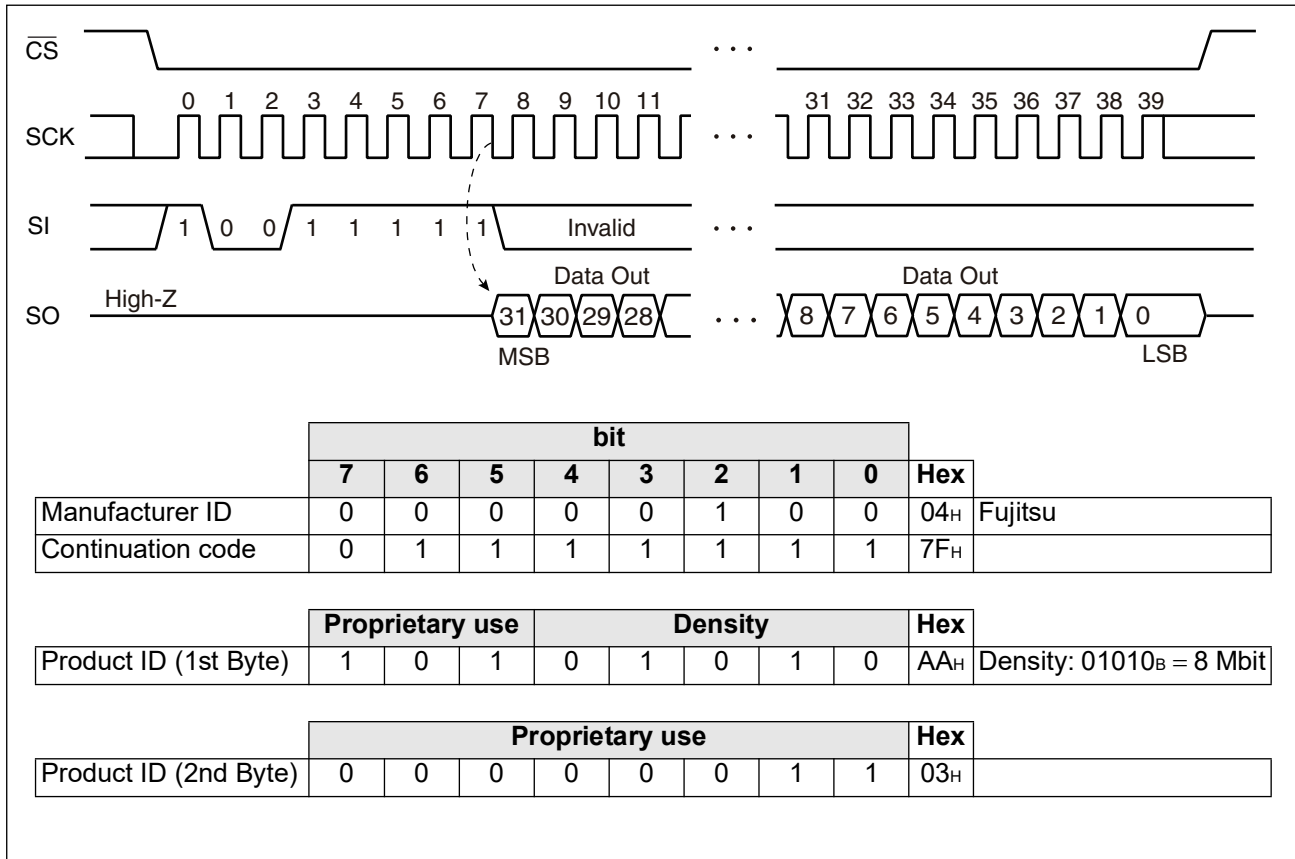 CS
. . .
0 1 2 3 4 5 6 7 8 9 10 11 31 32 33 34 35 36 37 38 39
SCK . . .
SI 1 0 0 1 1 1 1 1 Invalid . . .
Data Out Data Out
High-Z
SO 31 30 29 28 . . . 8 7 6 5 4 3 2 1 0
MSB LSB
bit
7 6 5 4 3 2 1 0 Hex
Manufacturer ID 0 0 0 0 0 1 0 0 04H Fujitsu
Continuation code 0 1 1 1 1 1 1 1 7FH
Proprietary use Density Hex
Product ID (1st Byte) 1 0 1 0 1 0 1 0 AAH Density: 01010B = 8 Mbit
Proprietary use Hex
Product ID (2nd Byte) 0 0 0 0 0 0 1 1 03H